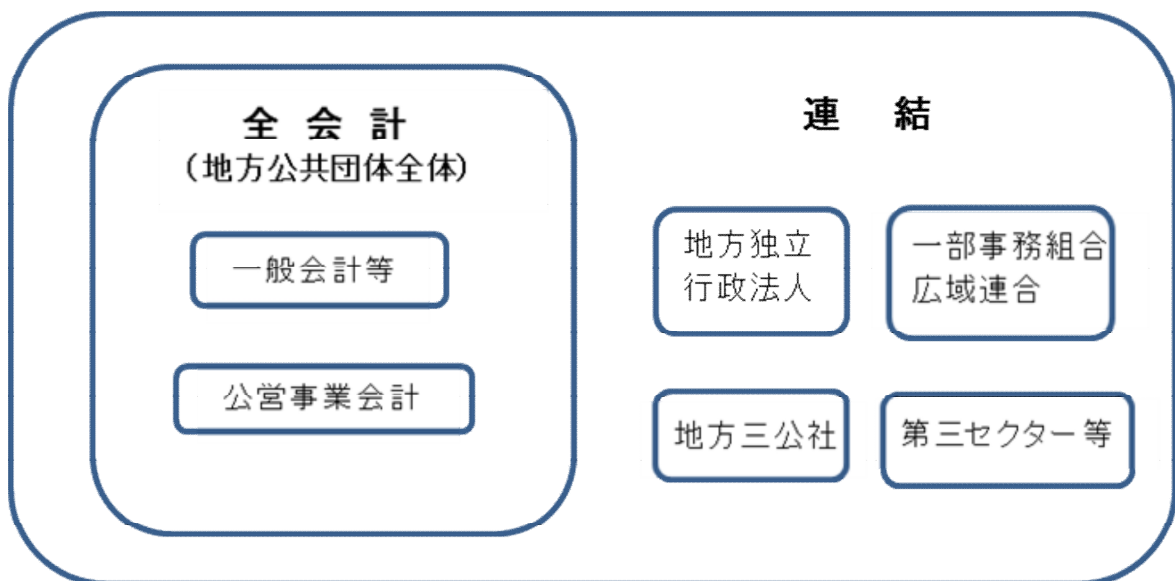 全会計
(地方公共団体全体)
一般会計等
公営事業会計
連結
地方独立
行政法人
一部事務組合
広域連合
地方三公社
第三セクター等